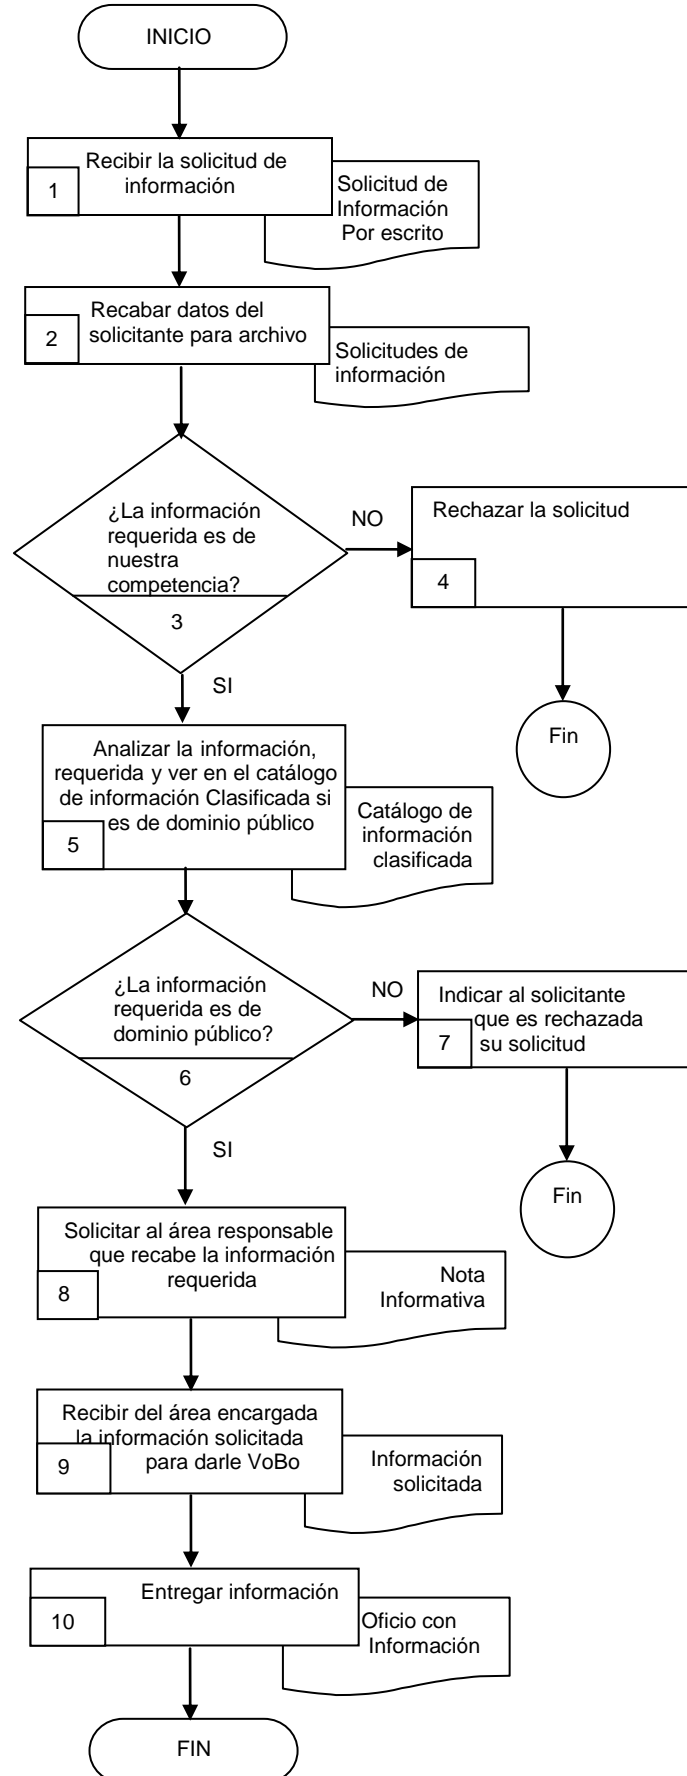 INICIO
Recibir la solicitud de
información
1
Solicitud de
Información
Por escrito
Recabar datos del
solicitante para archivo
2
Solicitudes de
información
¿La información
requerida es de
nuestra
competencia?
3
NO
Rechazar la solicitud
4
Fin
SI
Analizar la información,
requerida y ver en el catálogo
de información Clasificada si
es de dominio público
5
Catálogo de
información
clasificada
¿La información
requerida es de
dominio público?
6
NO
Indicar al solicitante
que es rechazada
su solicitud
7
Fin
SI
Solicitar al área responsable
que recabe la información
requerida
8
Nota
Informativa
Recibir del área encargada
la información solicitada
para darle VoBo
9
Información
solicitada
Entregar información
10
Oficio con
Información
FIN